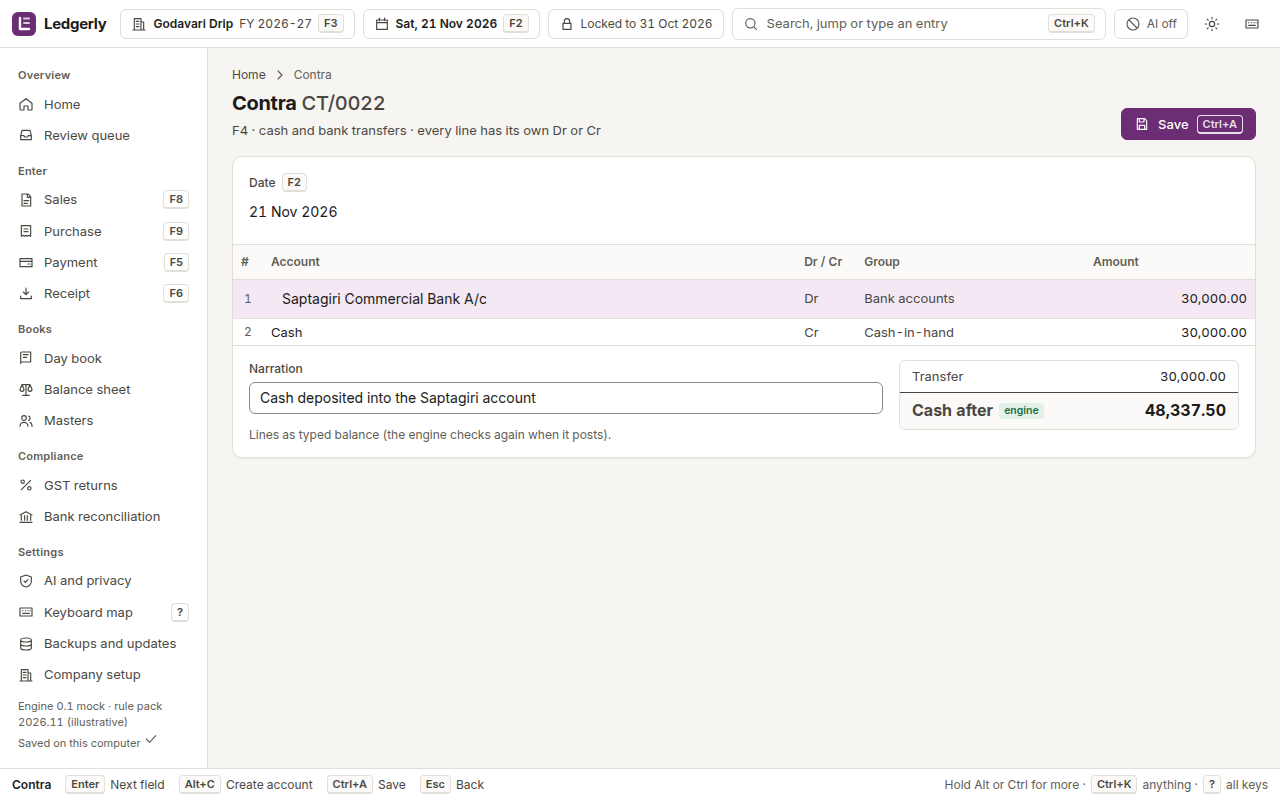 Ledgerly
Godavari Drip FY 2026-27 F3
Sat, 21 Nov 2026 F2
Locked to 31 Oct 2026
Search, jump or type an entry Ctrl+K
AI off
Overview
Home
Review queue
Enter
Sales F8
Purchase F9
Payment F5
Receipt F6
Books
Day book
Balance sheet
Masters
Compliance
GST returns
Bank reconciliation
Settings
AI and privacy
Keyboard map ?
Backups and updates
Company setup
Engine 0.1 mock · rule pack
2026.11 (illustrative)
Saved on this computer
Home > Contra
Contra CT/0022
F4 · cash and bank transfers · every line has its own Dr or Cr
Save Ctrl+A
Date F2
21 Nov 2026
# Account Dr / Cr Group Amount
1 Saptagiri Commercial Bank A/c Dr Bank accounts 30,000.00
2 Cash Cr Cash-in-hand 30,000.00
Narration
Cash deposited into the Saptagiri account
Lines as typed balance (the engine checks again when it posts).
Transfer 30,000.00
Cash after engine 48,337.50
Contra Enter Next field Alt+C Create account Ctrl+A Save Esc Back
Hold Alt or Ctrl for more · Ctrl+K anything · ? all keys